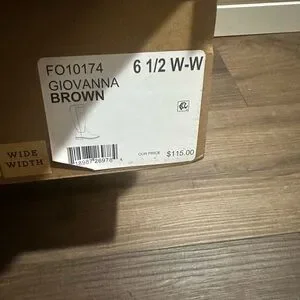 FO10174 6 1/2 W-W
GIOVANNA
BROWN
WIDE
WIDTH
OUR PRICE $115.00